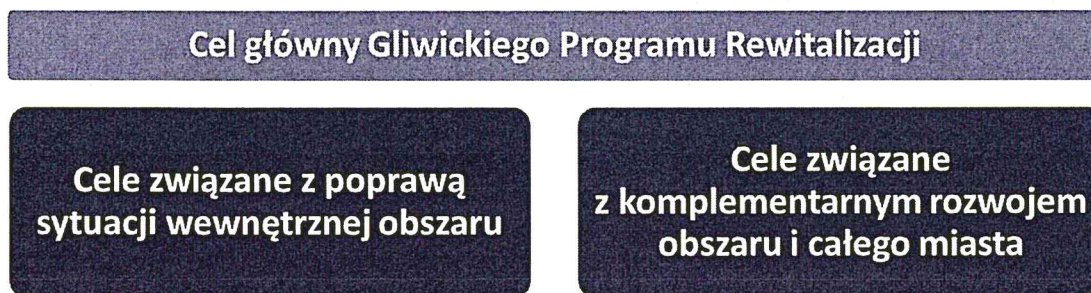 Cel główny Gliwickiego Programu Rewitalizacji
Cele związane z poprawą
sytuacji wewnętrznej obszaru
Cele związane
z komplementarnym rozwojem
obszaru i całego miasta